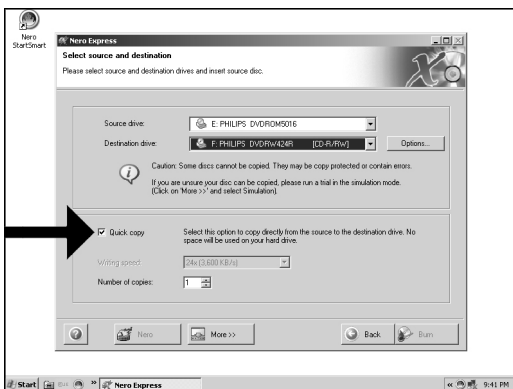 Nero
StartSmart
Nero Express
Select source and destination
Please select source and destination drives and insert source disc.
Source drive: E: PHILIPS DVDROM5016
Destination drive: F: PHILIPS DVDRW424R [CD-R/RW] Options...
Caution: Some discs cannot be copied. They may be copy protected or contain errors.
If you are unsure your disc can be copied, please run a trial in the simulation mode.
(Click on 'More >>' and select Simulation).
Quick copy Select this option to copy directly from the source to the destination drive. No
space will be used on your hard drive.
Writing speed: 24x (3,600 KB/s)
Number of copies: 1
Nero More >> Back Burn
Start » Nero Express « 9:41 PM